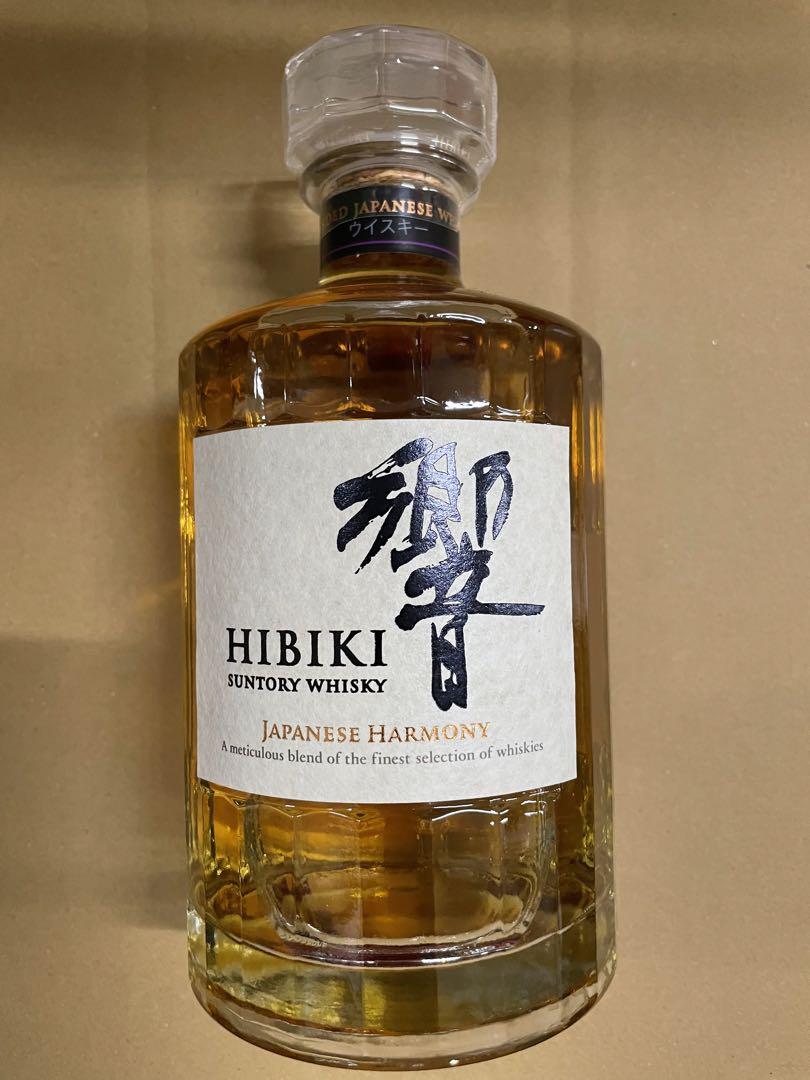 JAPANESE
ウイスキー
響
HIBIKI
SUNTORY WHISKY
JAPANESE HARMONY
A meticulous blend of the finest selection of whiskies